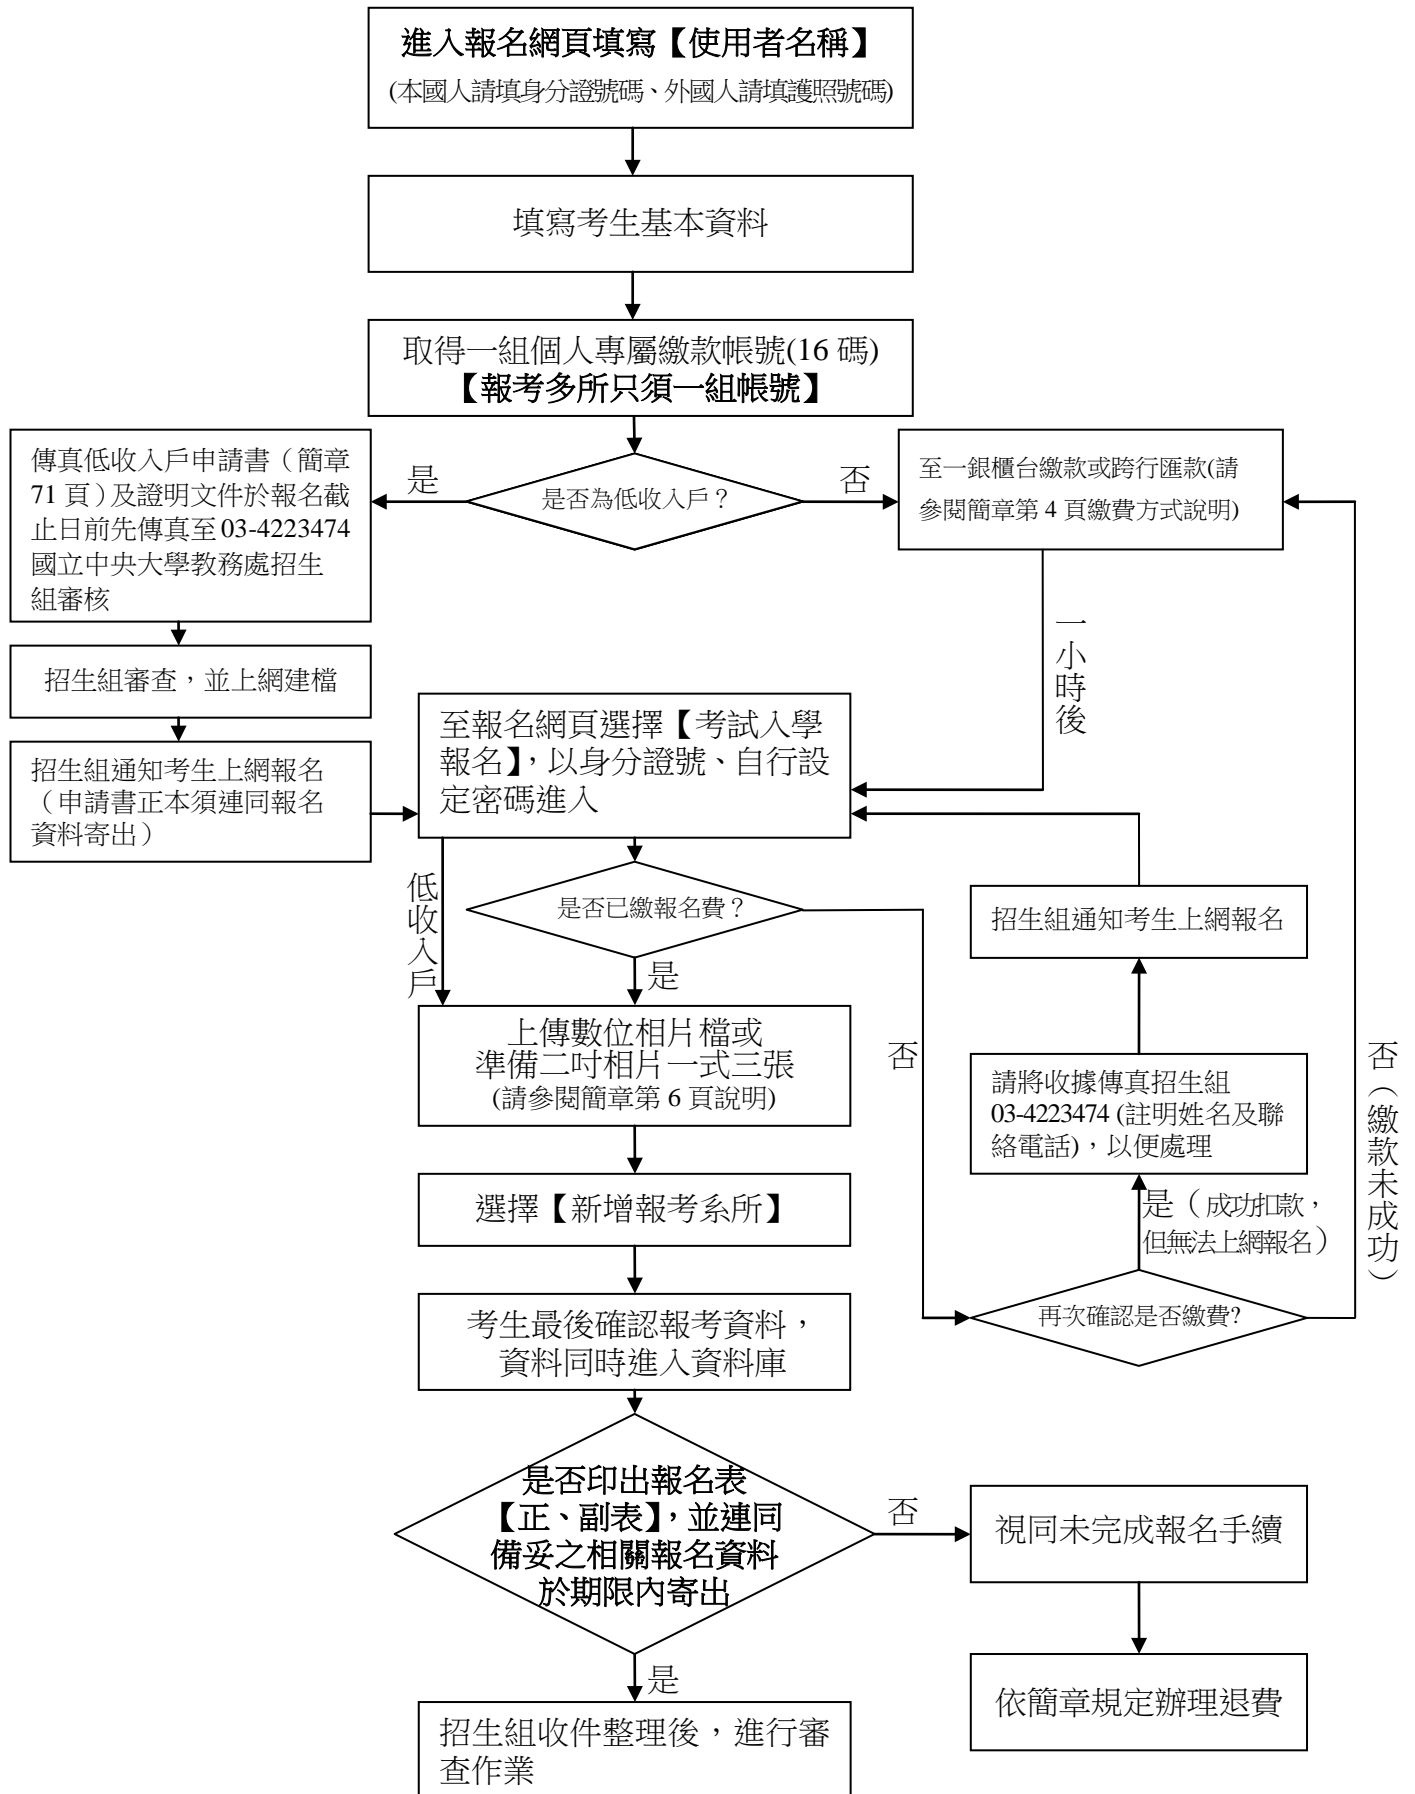 進入報名網頁填寫【使用者名稱】
(本國人請填身分證號碼、外國人請填護照號碼)
填寫考生基本資料
取得一組個人專屬繳款帳號(16 碼)
【報考多所只須一組帳號】
是否為低收入戶？
是
否
傳真低收入戶申請書（簡章
71 頁）及證明文件於報名截
止日前先傳真至 03-4223474
國立中央大學教務處招生
組審核
至一銀櫃台繳款或跨行匯款(請
參閱簡章第 4 頁繳費方式說明)
一小時後
招生組審查，並上網建檔
招生組通知考生上網報名
（申請書正本須連同報名
資料寄出）
至報名網頁選擇【考試入學
報名】，以身分證號、自行設
定密碼進入
低收入戶
是否已繳報名費？
是
否
招生組通知考生上網報名
上傳數位相片檔或
準備二吋相片一式三張
(請參閱簡章第 6 頁說明)
請將收據傳真招生組
03-4223474 (註明姓名及聯
絡電話)，以便處理
否（繳款未成功）
選擇【新增報考系所】
是（成功扣款，
但無法上網報名）
再次確認是否繳費?
考生最後確認報考資料，
資料同時進入資料庫
是否印出報名表
【正、副表】，並連同
備妥之相關報名資料
於期限內寄出
否
視同未完成報名手續
是
依簡章規定辦理退費
招生組收件整理後，進行審
查作業